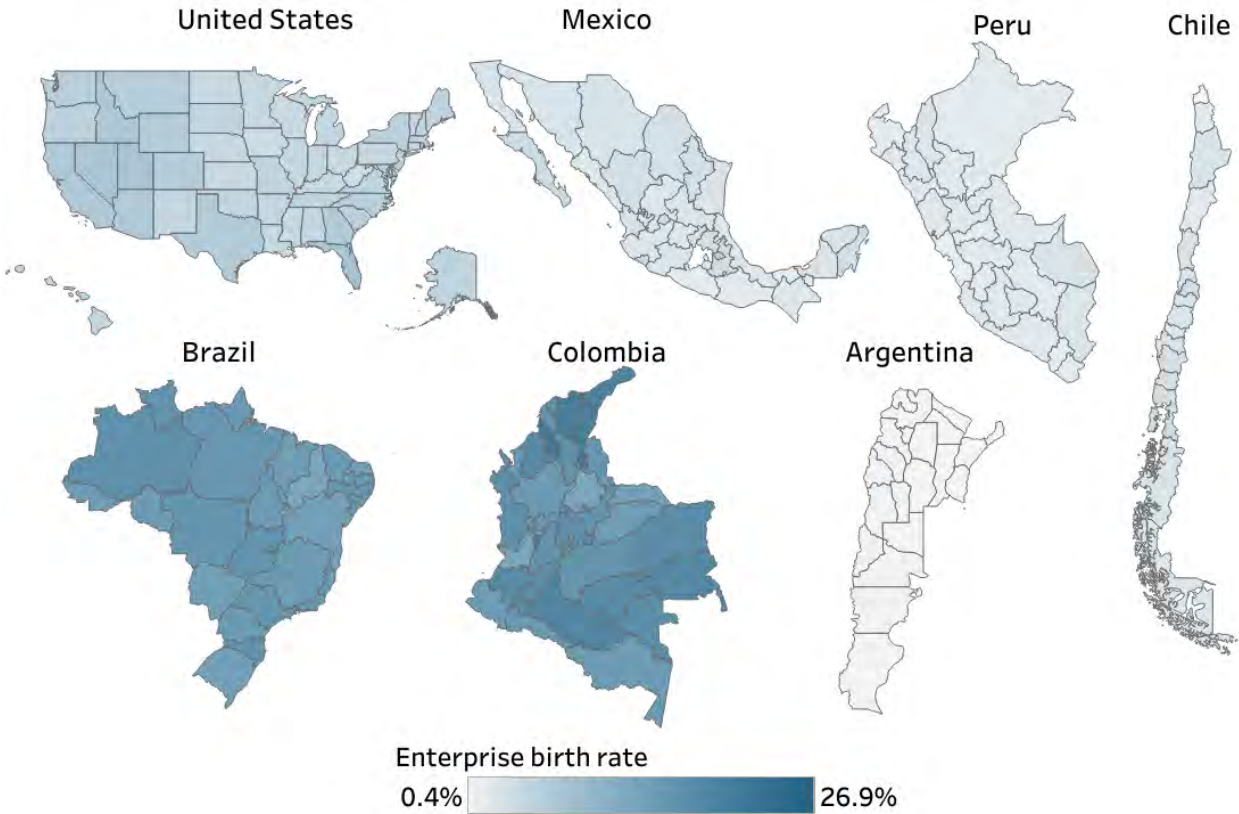 United States
Mexico
Peru
Chile
Brazil
Colombia
Argentina
Enterprise birth rate
0.4%
26.9%